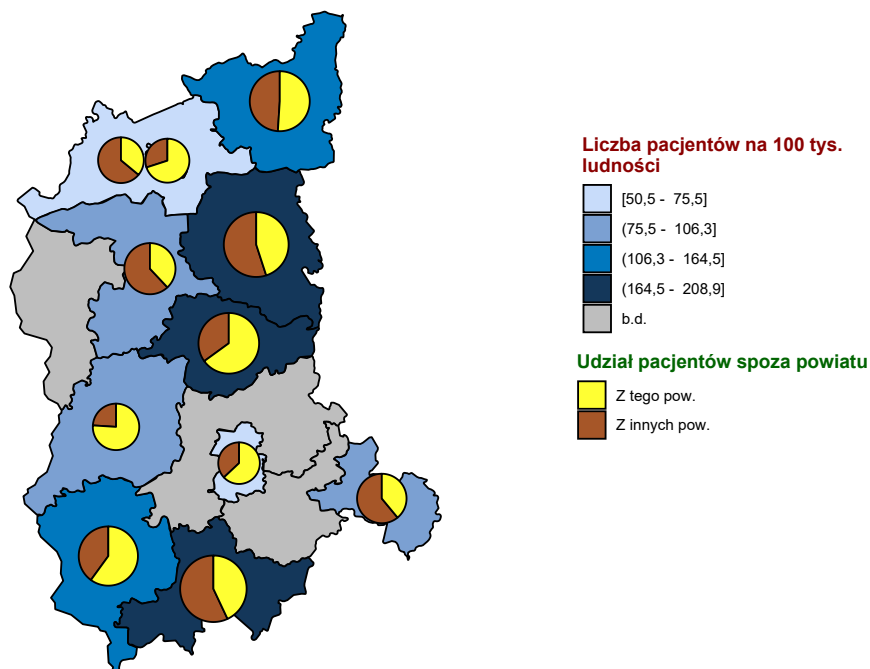 Liczba pacjentów na 100 tys.
ludności
[50,5 - 75,5]
(75,5 - 106,3]
(106,3 - 164,5]
(164,5 - 208,9]
b.d.
Udział pacjentów spoza powiatu
Z tego pow.
Z innych pow.